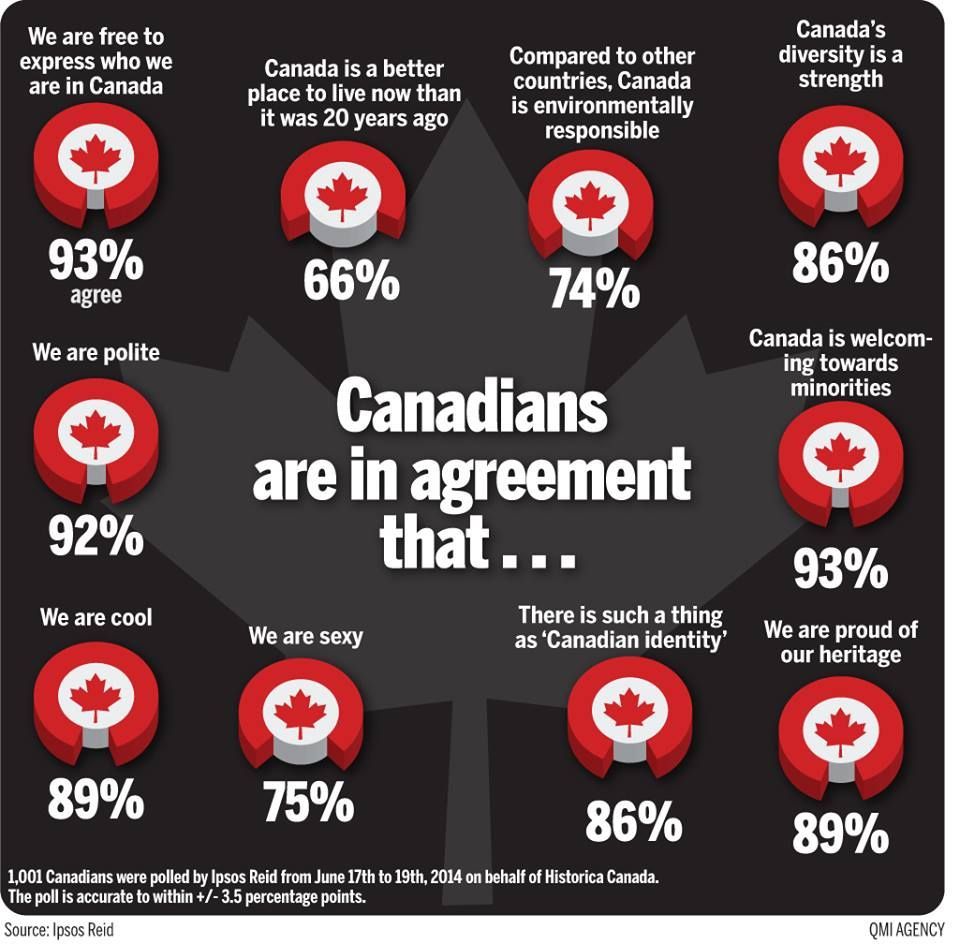 We are free to
express who we
are in Canada
93%
agree
Canada is a better
place to live now than
it was 20 years ago
66%
Compared to other
countries, Canada
is environmentally
responsible
74%
Canada's
diversity is a
strength
86%
We are polite
92%
Canadians
are in agreement
that . . .
Canada is welcom-
ing towards
minorities
93%
We are cool
89%
We are sexy
75%
There is such a thing
as ‘Canadian identity’
86%
We are proud of
our heritage
89%
1,001 Canadians were polled by Ipsos Reid from June 17th to 19th, 2014 on behalf of Historica Canada.
The poll is accurate to within +/- 3.5 percentage points.
Source: Ipsos Reid
QMI AGENCY